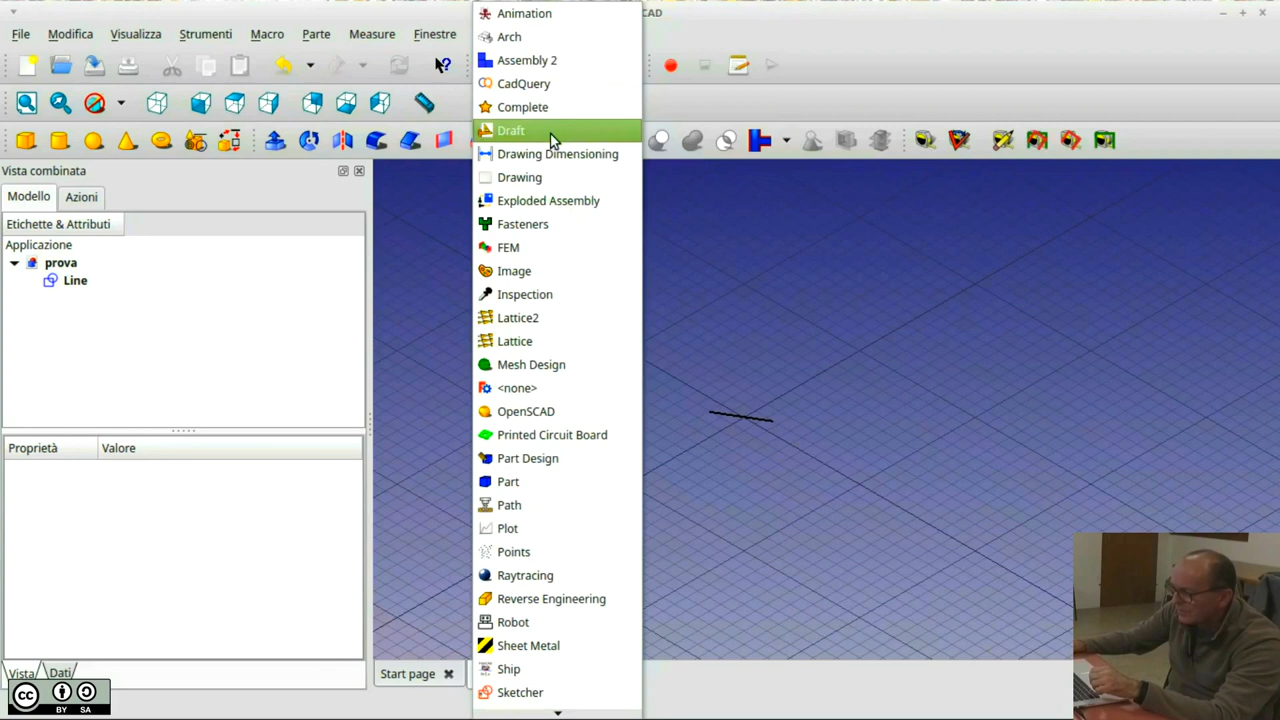 CAD
File Modifica Visualizza Strumenti Macro Parte Measure Finestre
Animation
Arch
Assembly 2
CadQuery
Complete
Draft
Drawing Dimensioning
Drawing
Exploded Assembly
Fasteners
FEM
Image
Inspection
Lattice2
Lattice
Mesh Design
<none>
OpenSCAD
Printed Circuit Board
Part Design
Part
Path
Plot
Points
Raytracing
Reverse Engineering
Robot
Sheet Metal
Ship
Sketcher
Vista combinata
Modello Azioni
Etichette & Attributi
Applicazione
prova
Line
Proprietà Valore
Vista Dati
Start page
CC BY SA